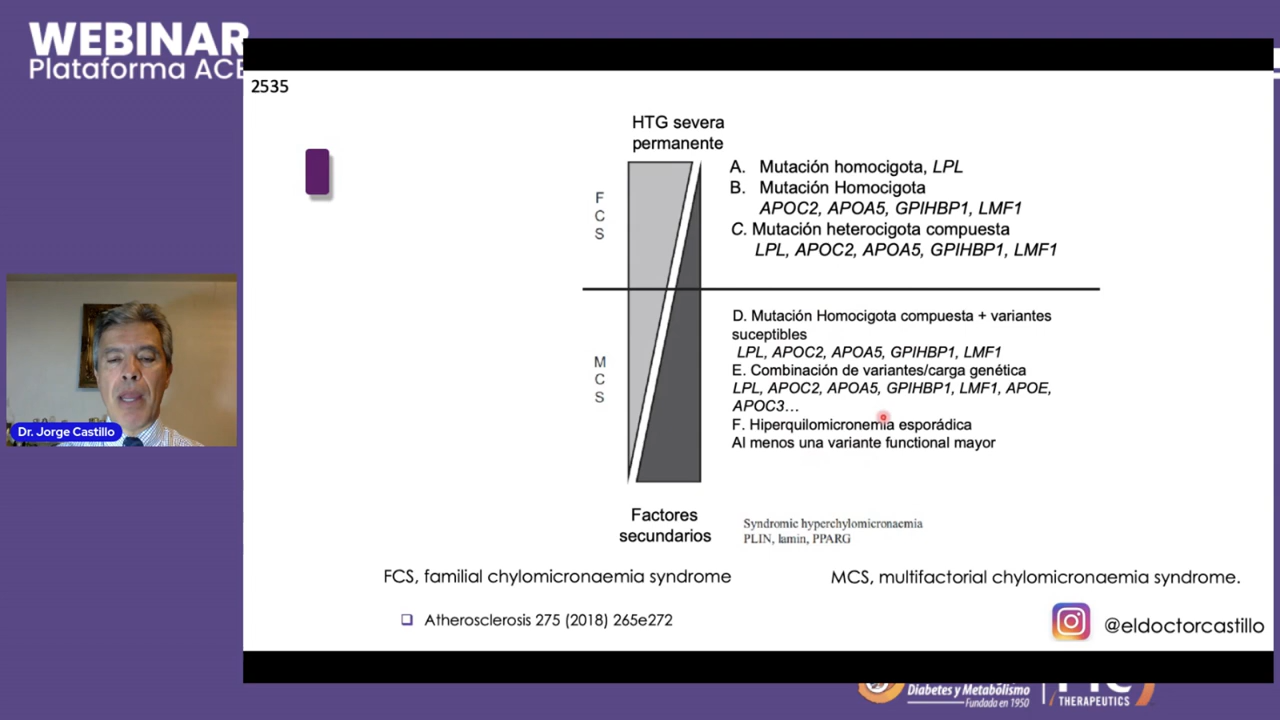 WEBINAR
Plataforma ACE
2535
HTG severa
permanente
A. Mutación homocigota, LPL
B. Mutación Homocigota
APOC2, APOA5, GPIHBP1, LMF1
C. Mutación heterocigota compuesta
LPL, APOC2, APOA5, GPIHBP1, LMF1
F
C
S
D. Mutación Homocigota compuesta + variantes
suceptibles
LPL, APOC2, APOA5, GPIHBP1, LMF1
E. Combinación de variantes/carga genética
LPL, APOC2, APOA5, GPIHBP1, LMF1, APOE,
APOC3...
F. Hiperquilomicronemia esporádica
Al menos una variante functional mayor
M
C
S
Factores
secundarios
Syndromic hyperchylomicronaemia
PLIN, lamin, PPARG
FCS, familial chylomicronaemia syndrome
MCS, multifactorial chylomicronaemia syndrome.
Atherosclerosis 275 (2018) 265e272
@eldoctorcastillo
Dr. Jorge Castillo
Diabetes y Metabolismo
Fundada en 1950
THERAPEUTICS